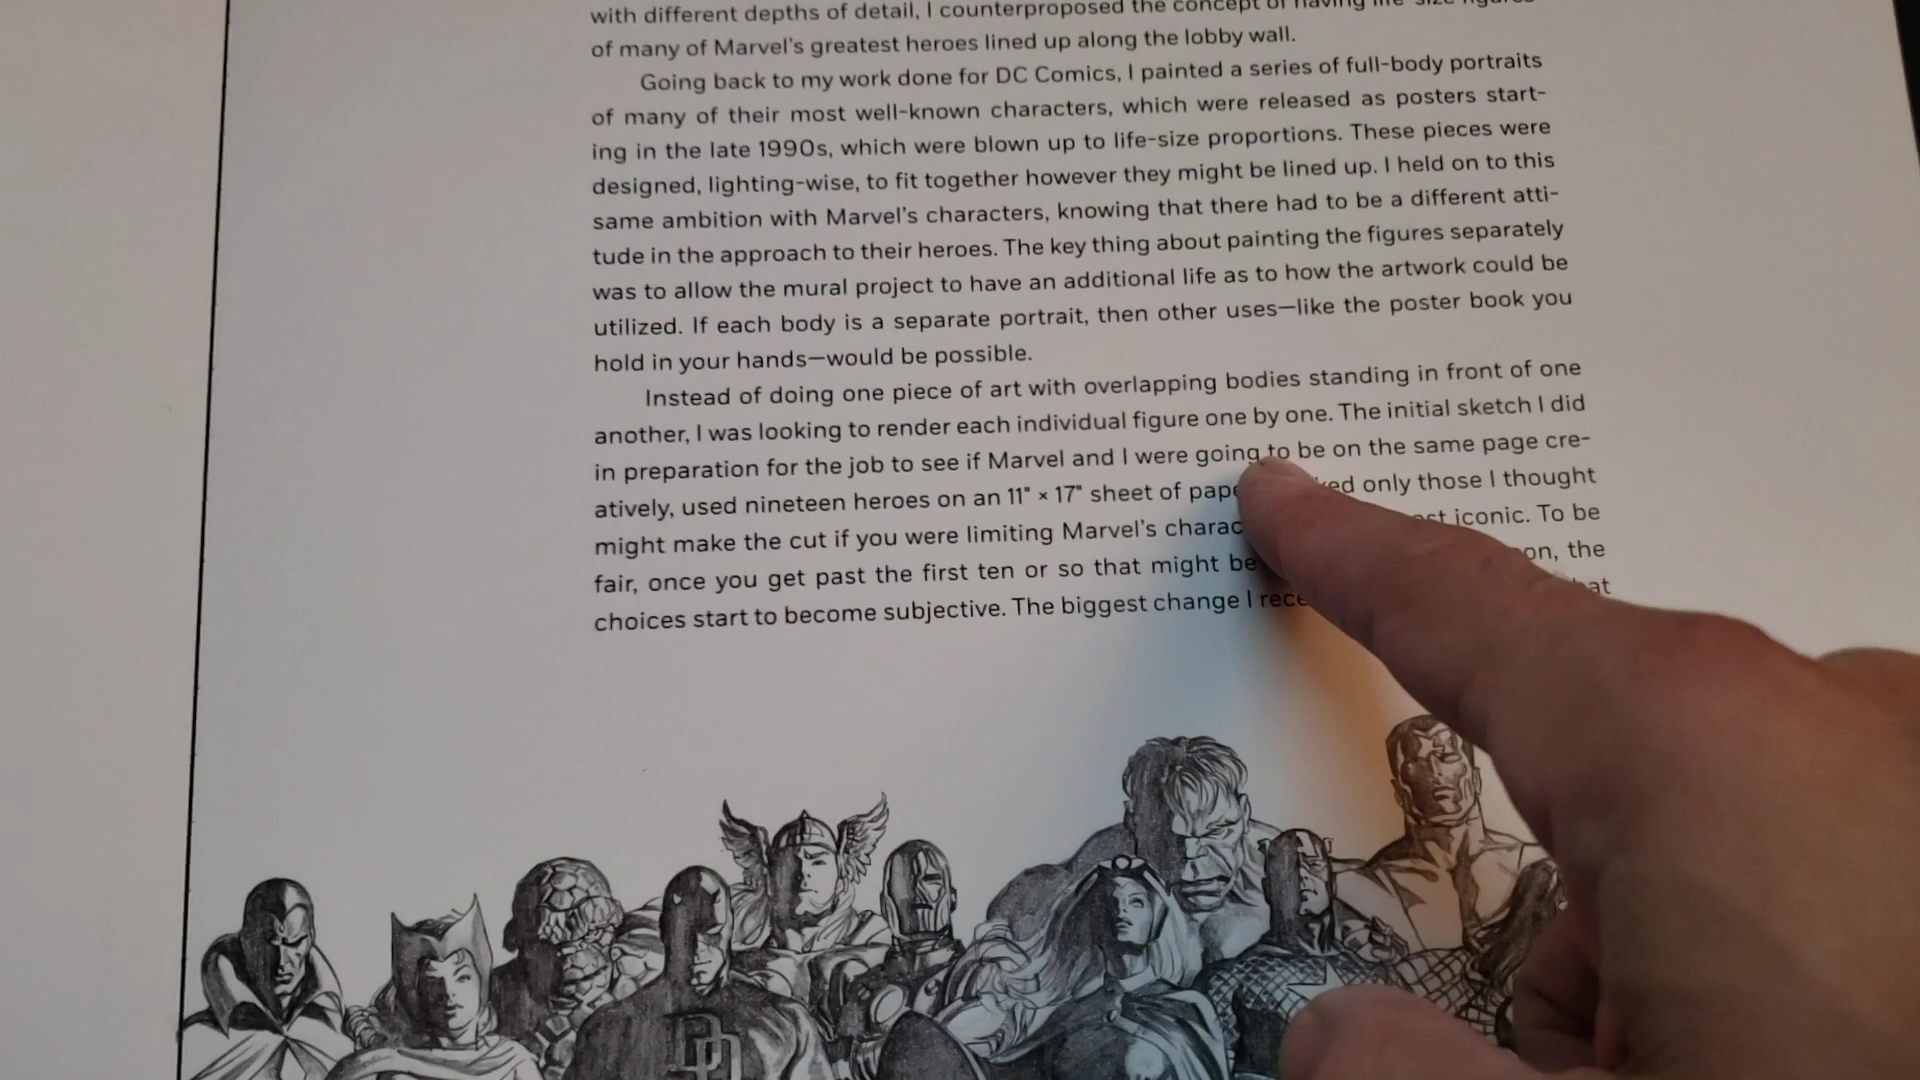 with different depths of detail, I counterproposed the concept of having life-size figures
of many of Marvel's greatest heroes lined up along the lobby wall.
Going back to my work done for DC Comics, I painted a series of full-body portraits
of many of their most well-known characters, which were released as posters start-
ing in the late 1990s, which were blown up to life-size proportions. These pieces were
designed, lighting-wise, to fit together however they might be lined up. I held on to this
same ambition with Marvel's characters, knowing that there had to be a different atti-
tude in the approach to their heroes. The key thing about painting the figures separately
was to allow the mural project to have an additional life as to how the artwork could be
utilized. If each body is a separate portrait, then other uses—like the poster book you
hold in your hands—would be possible.
Instead of doing one piece of art with overlapping bodies standing in front of one
another, I was looking to render each individual figure one by one. The initial sketch I did
in preparation for the job to see if Marvel and I were going to be on the same page cre-
atively, used nineteen heroes on an 11" × 17" sheet of only those I thought
might make the cut if you were limiting Marvel's iconic. To be
fair, once you get past the first ten or so that might be the
choices start to become subjective. The biggest change I
DD